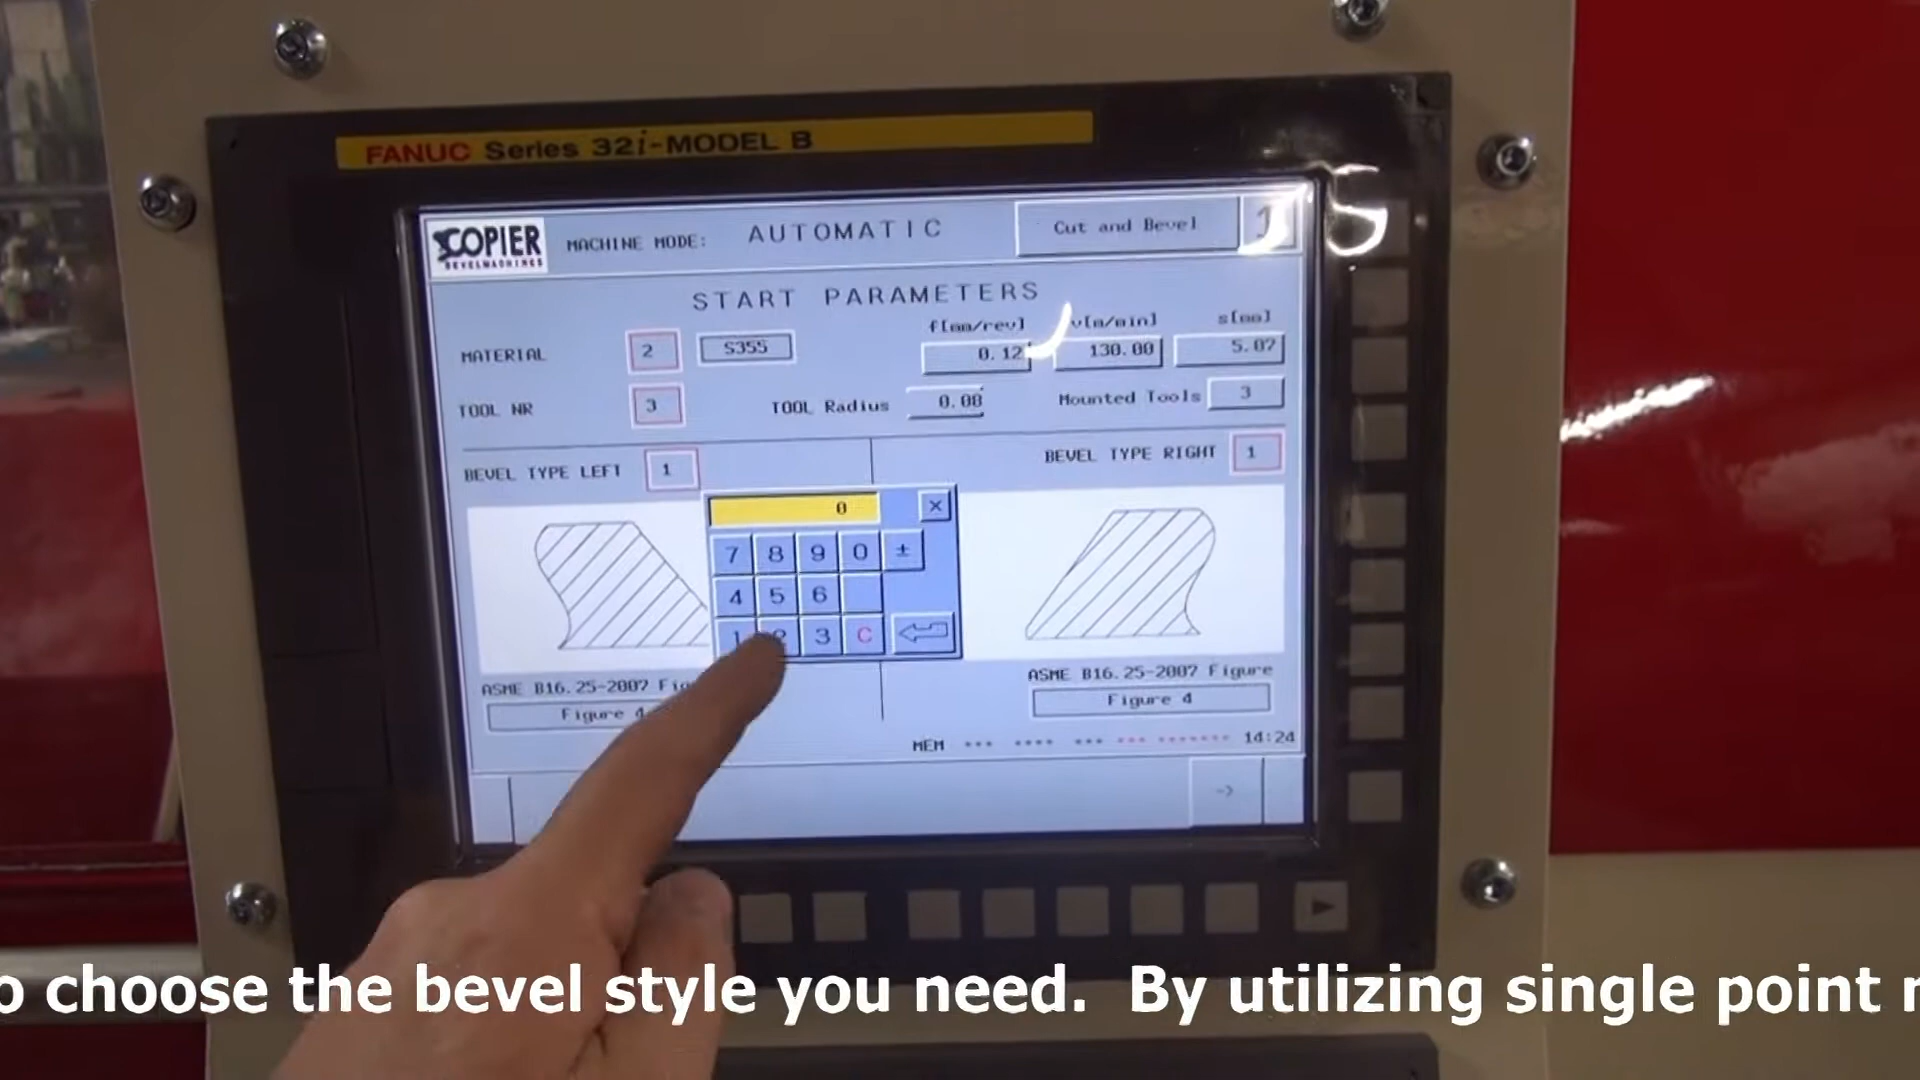 FANUC Series 32i-MODEL B
SCOPIER
BEVELMACHINES
MACHINE MODE: AUTOMATIC
Cut and Bevel
START PARAMETERS
f[mm/rev] v[m/min] s[mm]
MATERIAL 2 S355 0.12 130.00 5.07
TOOL NR 3 TOOL Radius 0.08 Mounted Tools 3
BEVEL TYPE LEFT 1
BEVEL TYPE RIGHT 1
0 ×
7 8 9 0 ±
4 5 6
1 2 3 C
ASME B16.25-2007
Figure 4
ASME B16.25-2007 Figure
Figure 4
MEM 14:24
->
choose the bevel style you need. By utilizing single point